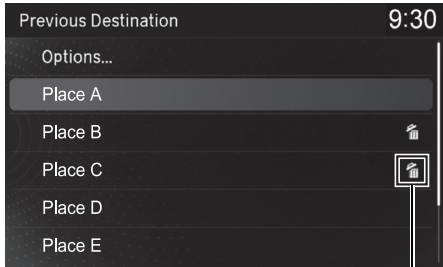 Previous Destination 9:30
Options...
Place A
Place B
Place C
Place D
Place E